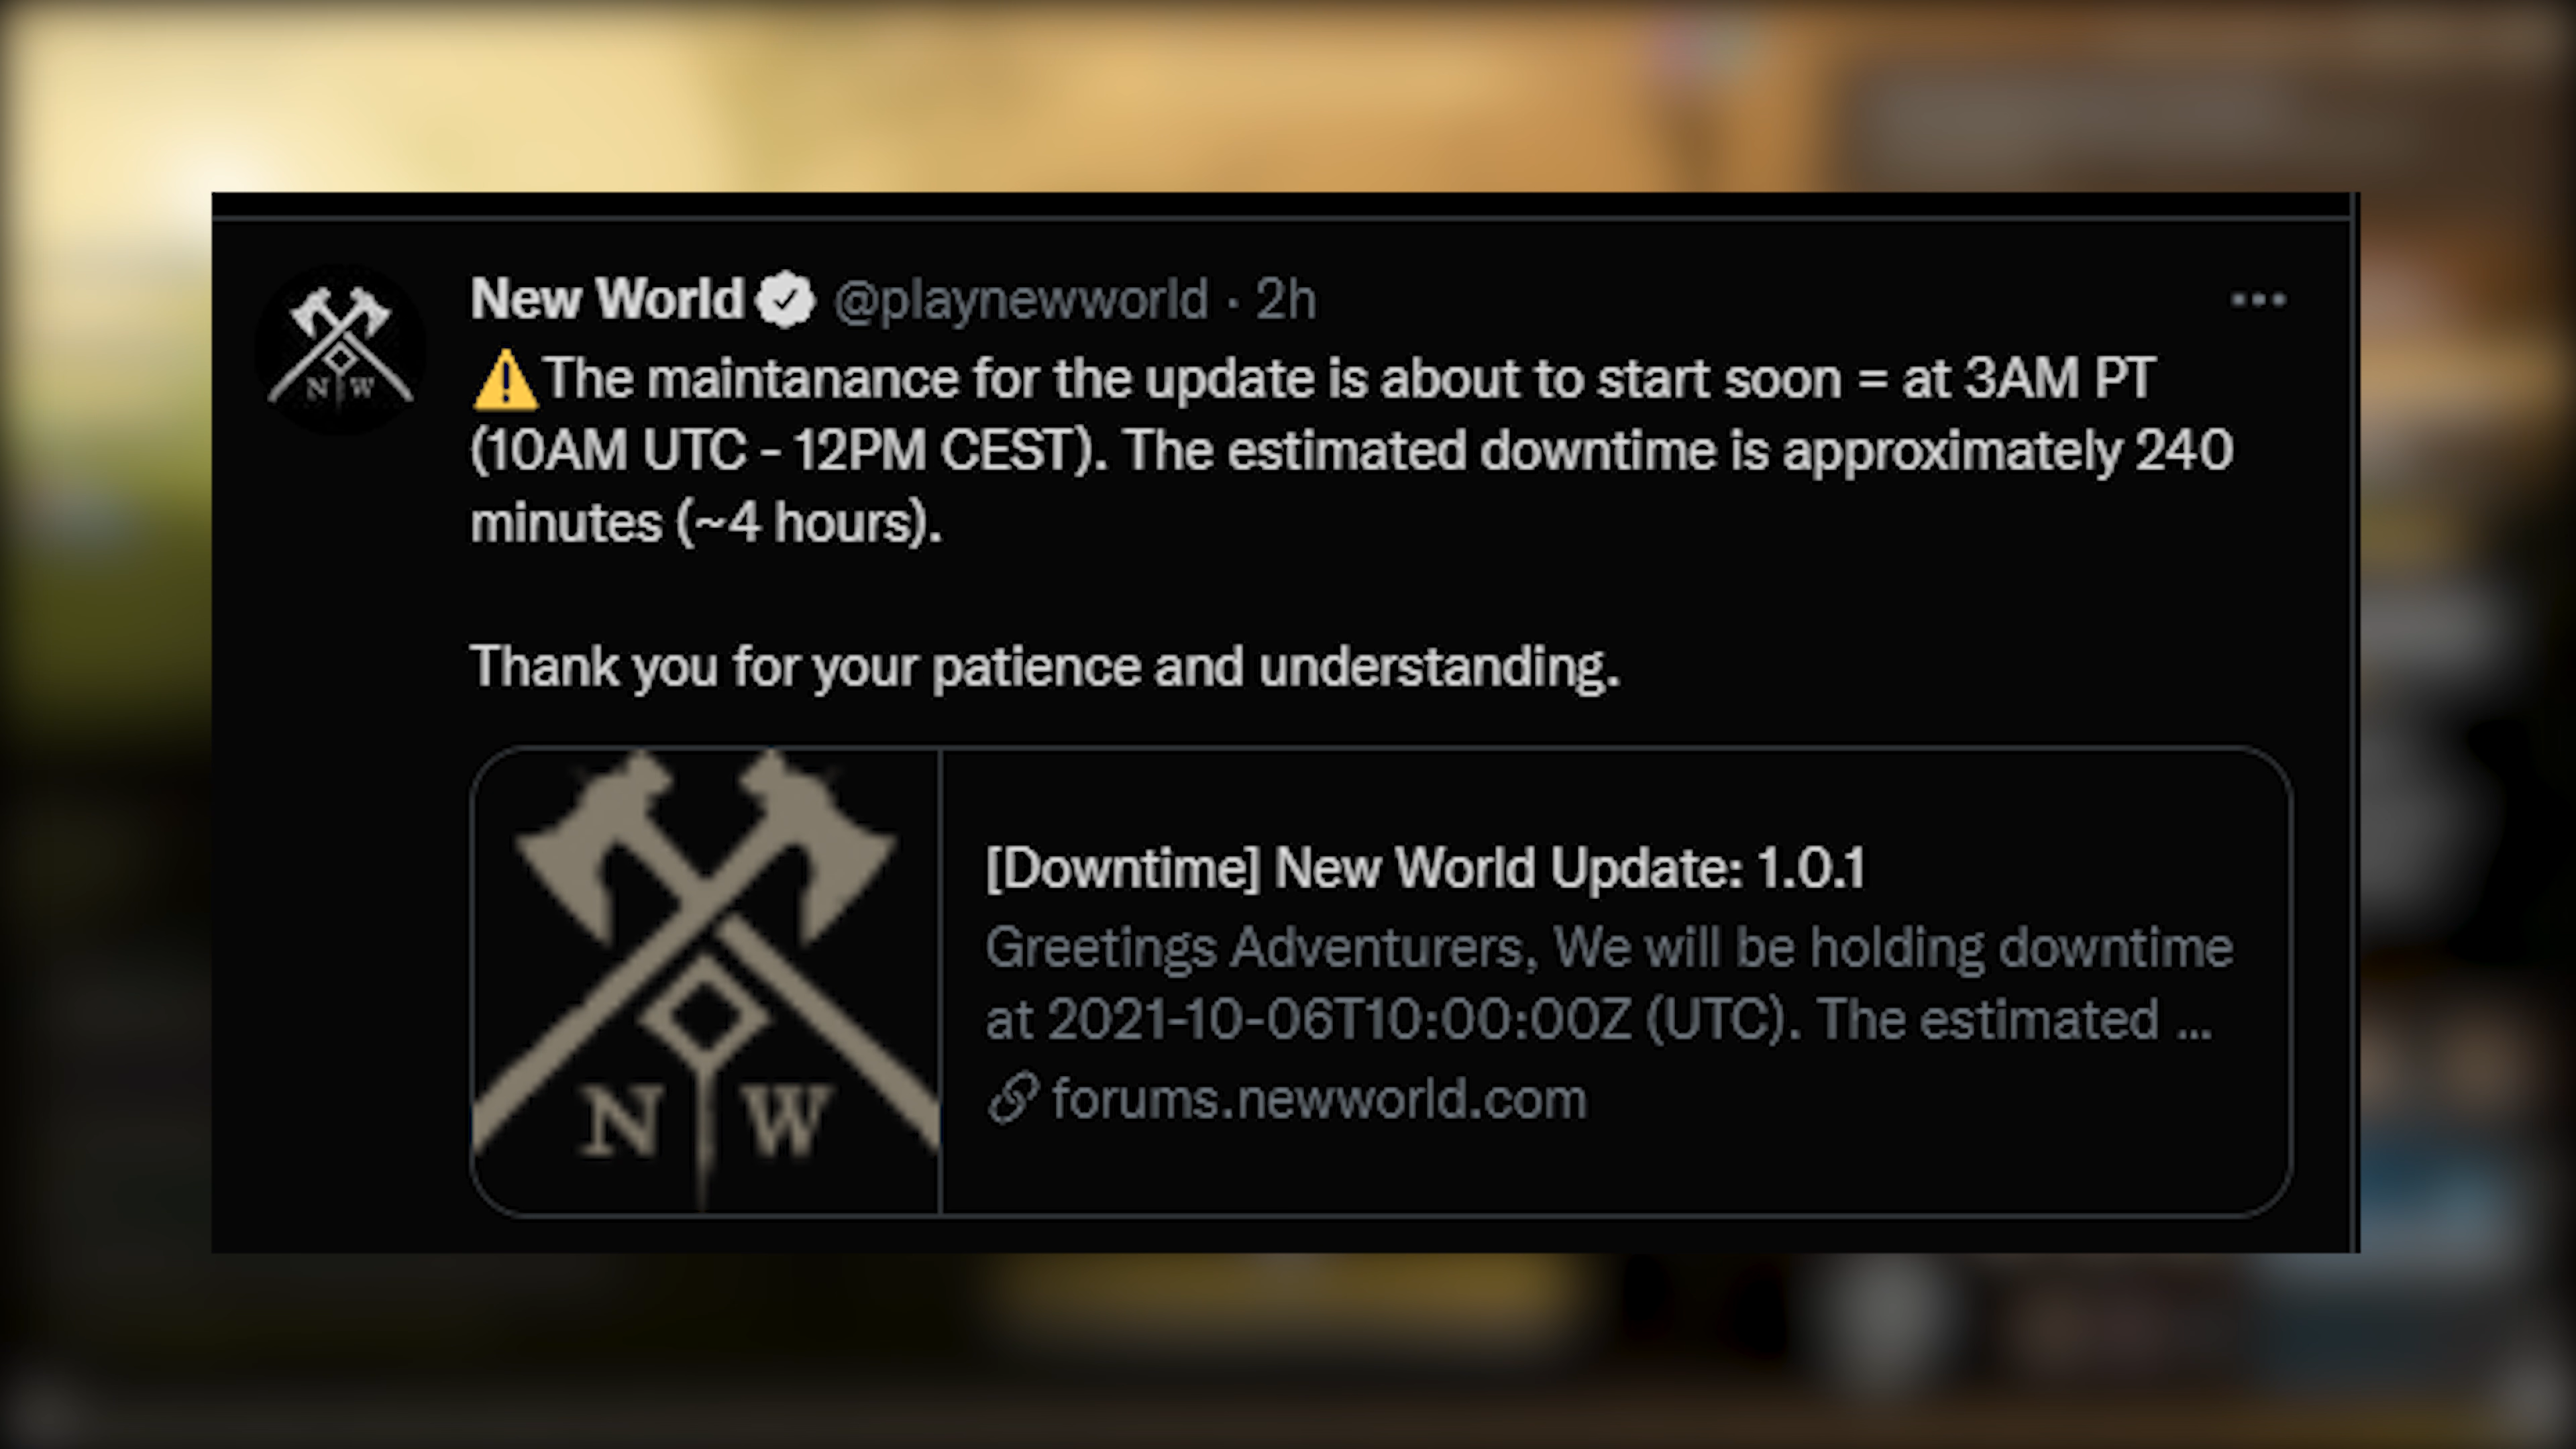 New World @playnewworld · 2h
⚠️The maintanance for the update is about to start soon = at 3AM PT
(10AM UTC - 12PM CEST). The estimated downtime is approximately 240
minutes (~4 hours).
Thank you for your patience and understanding.
[Downtime] New World Update: 1.0.1
Greetings Adventurers, We will be holding downtime
at 2021-10-06T10:00:00Z (UTC). The estimated ...
forums.newworld.com
N W
N W